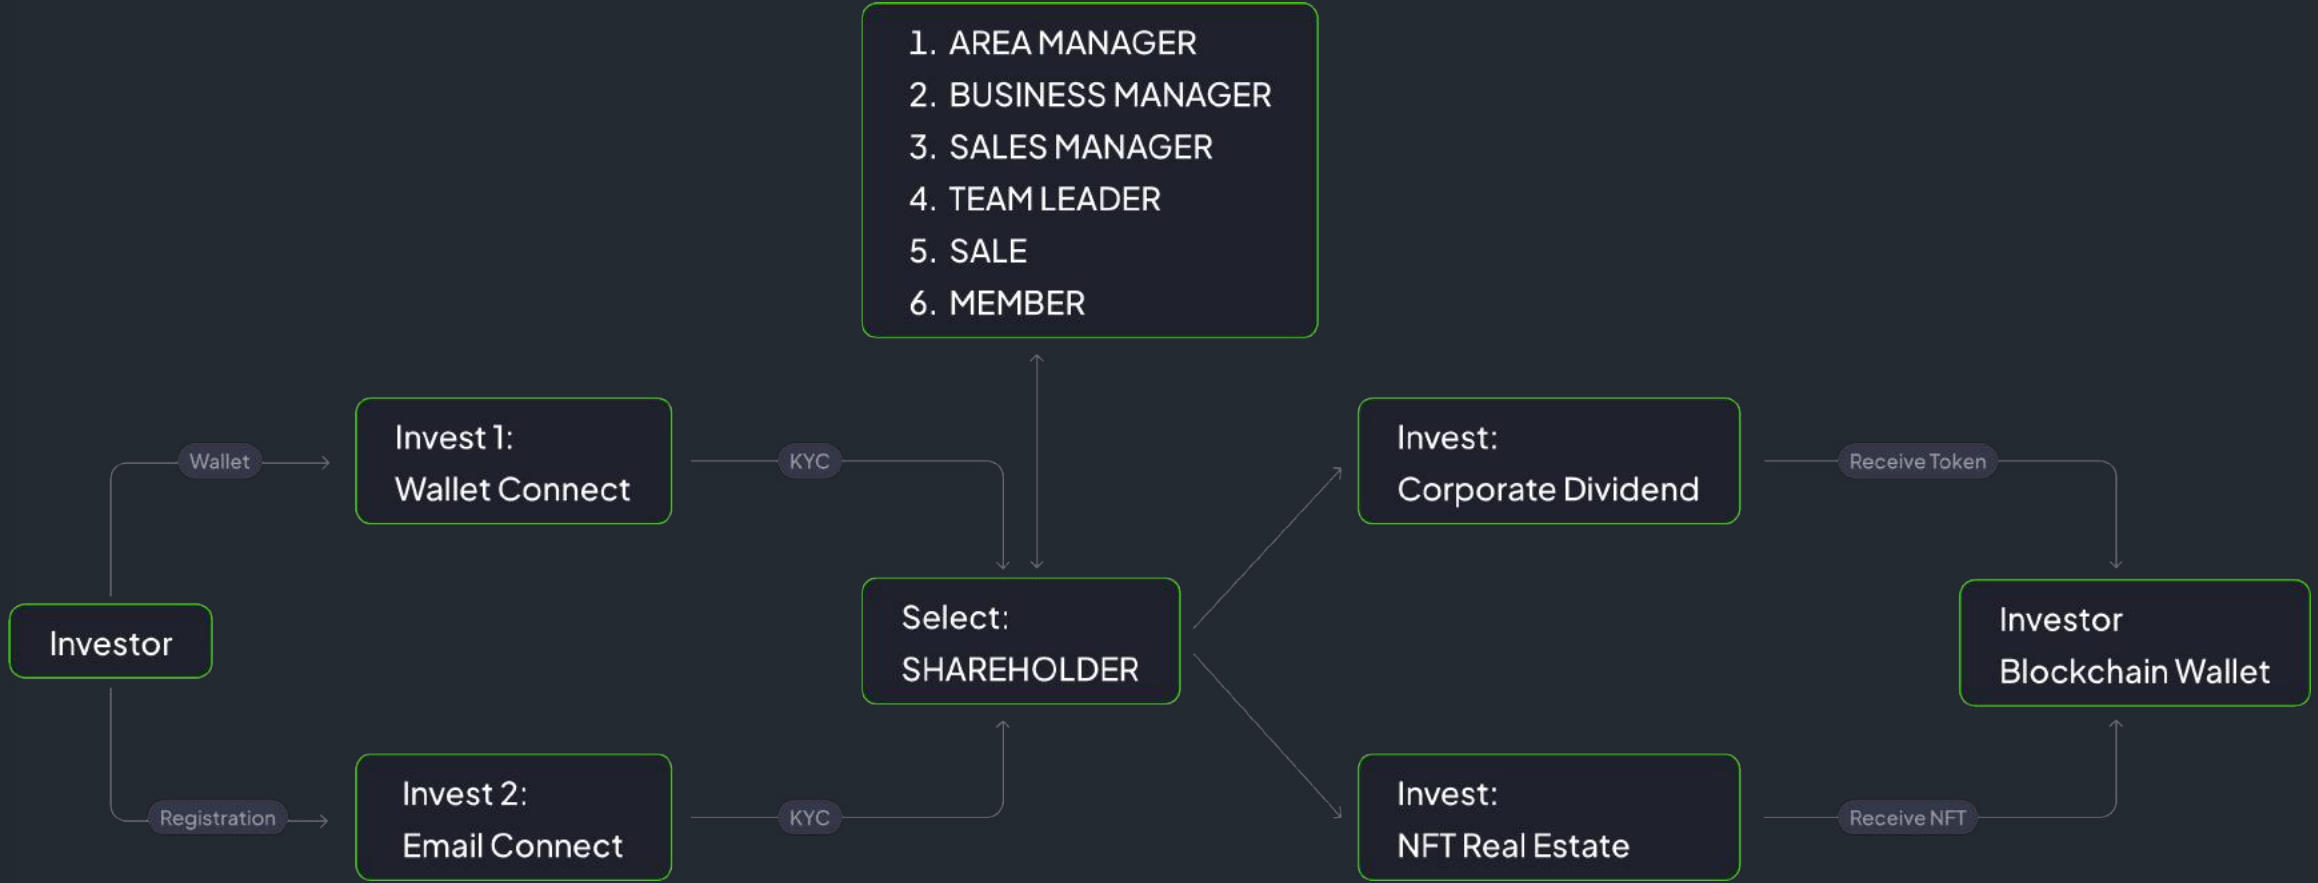 1. AREA MANAGER
2. BUSINESS MANAGER
3. SALES MANAGER
4. TEAM LEADER
5. SALE
6. MEMBER
Wallet
Invest 1:
Wallet Connect
KYC
Invest:
Corporate Dividend
Receive Token
Investor
Select:
SHAREHOLDER
Investor
Blockchain Wallet
Registration
Invest 2:
Email Connect
KYC
Invest:
NFT Real Estate
Receive NFT